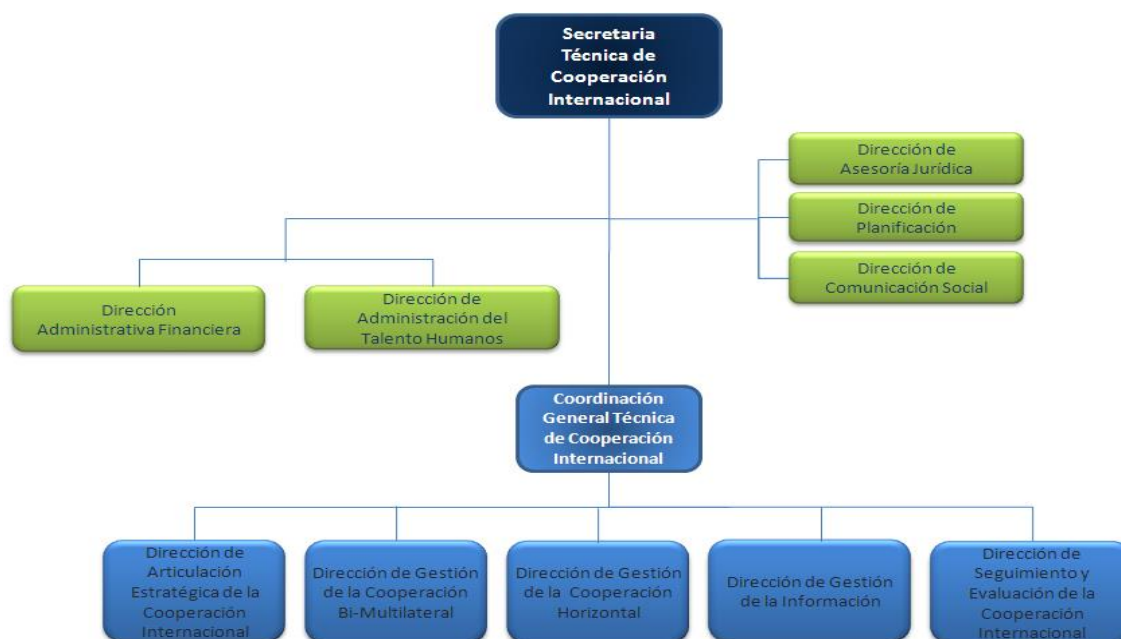 Secretaria
Técnica de
Cooperación
Internacional
Dirección de
Asesoría Jurídica
Dirección de
Planificación
Dirección de
Comunicación Social
Dirección
Administrativa Financiera
Dirección de
Administración del
Talento Humanos
Coordinación
General Técnica
de Cooperación
Internacional
Dirección de
Articulación
Estratégica de la
Cooperación
Internacional
Dirección de Gestión
de la Cooperación
Bi-Multilateral
Dirección de Gestión
de la Cooperación
Horizontal
Dirección de Gestión
de la Información
Dirección de
Seguimiento y
Evaluación de la
Cooperación
Internacional